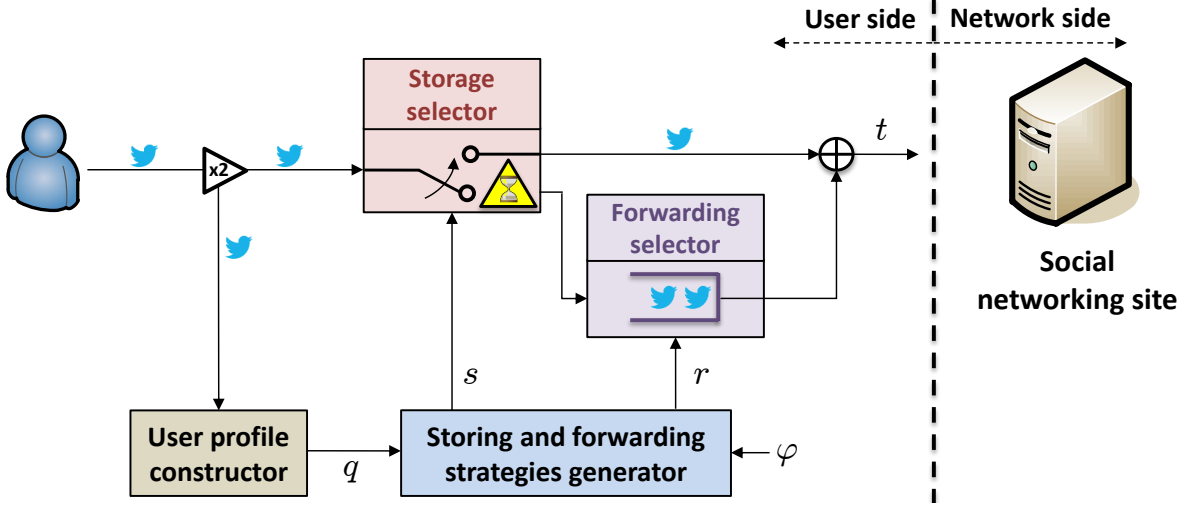 User side
Network side
Storage
selector
t
x2
Forwarding
selector
Social
networking site
s
r
User profile
constructor
q
Storing and forwarding
strategies generator
φ